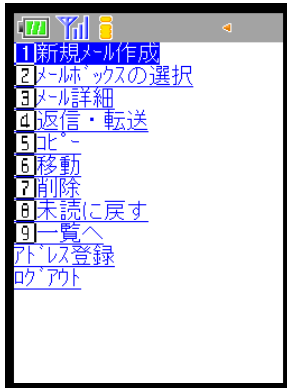 1新規ﾒｰﾙ作成
2ﾒｰﾙﾎﾞｯｸｽの選択
3ﾒｰﾙ詳細
4返信・転送
5ｺﾋﾟｰ
6移動
7削除
8未読に戻す
9一覧へ
ｱﾄﾞﾚｽ登録
ﾛｸﾞｱｳﾄ